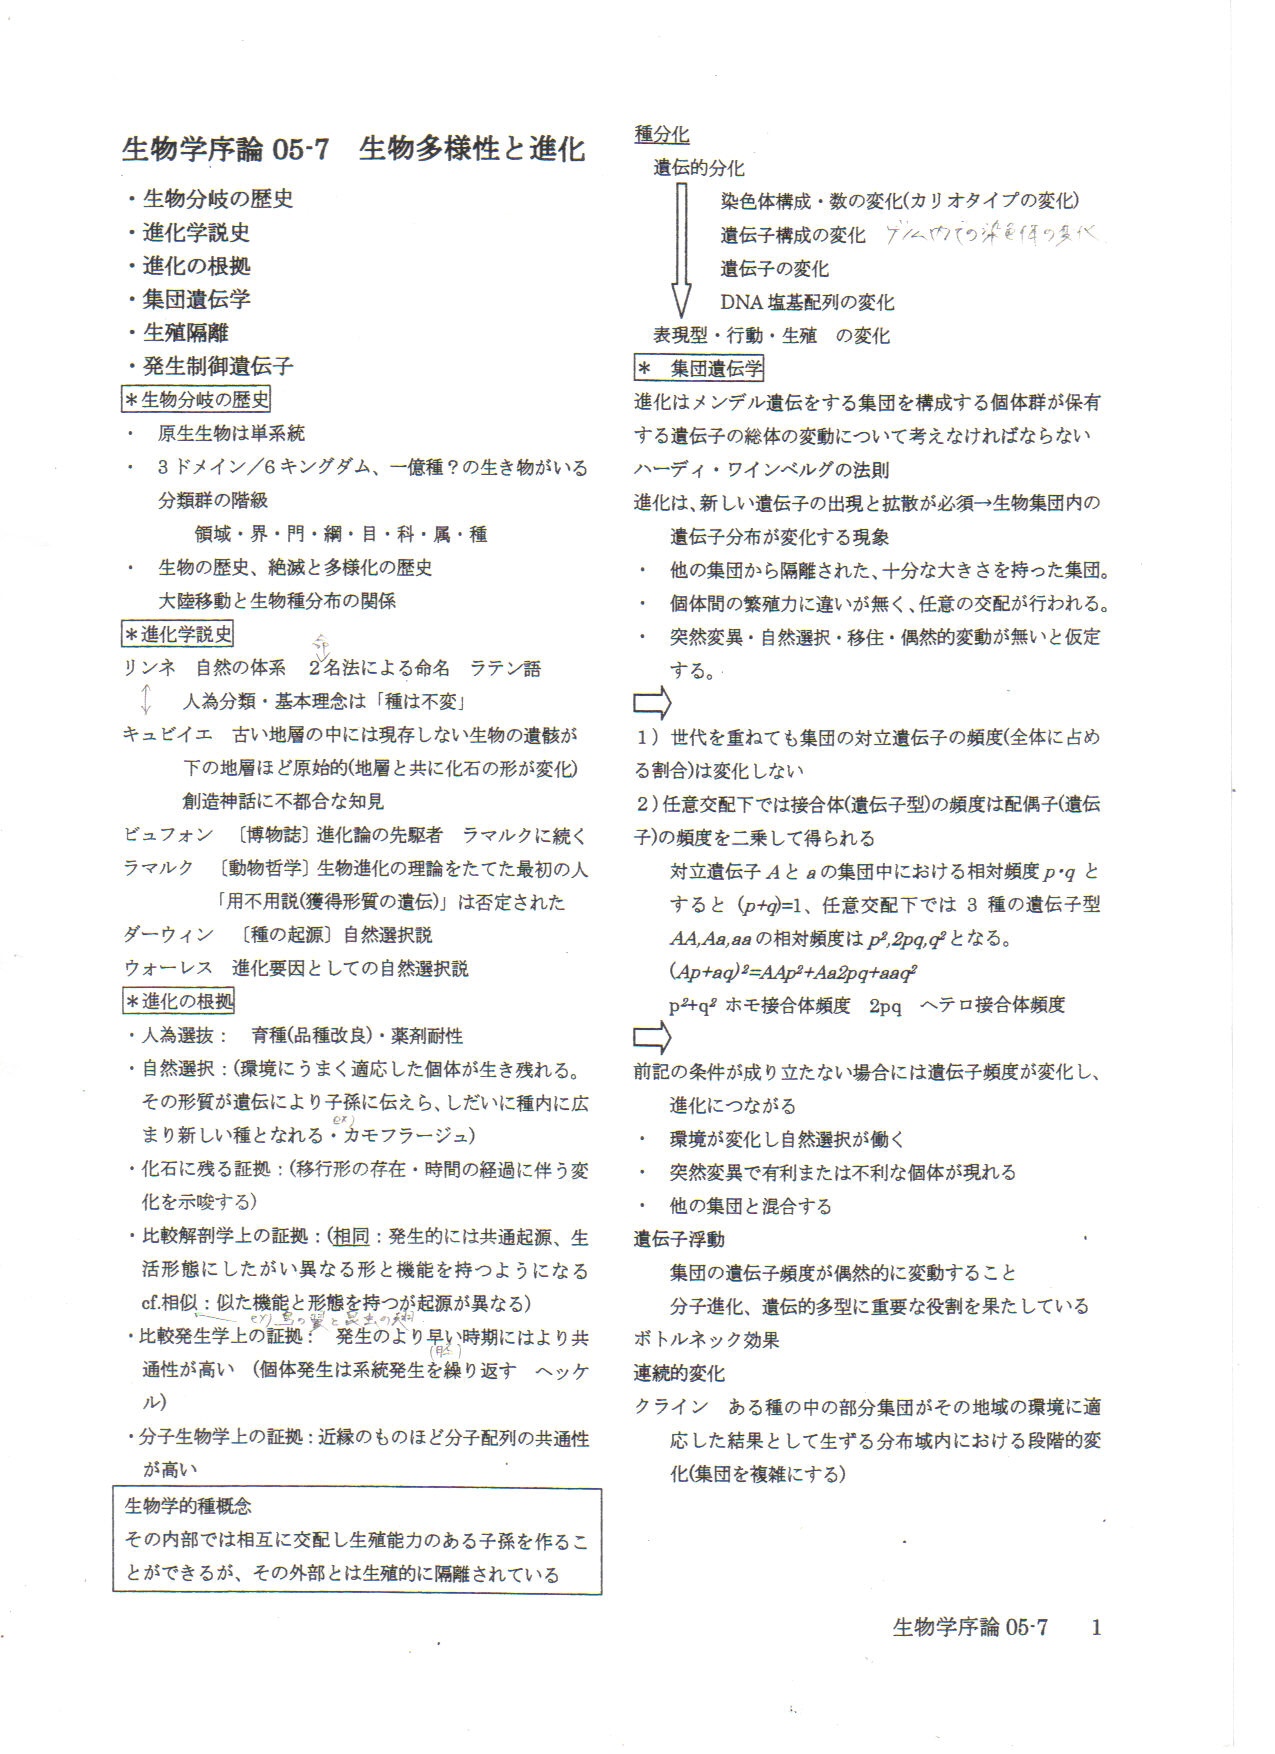 生物学序論 05-7　生物多様性と進化
・生物分岐の歴史
・進化学説史
・進化の根拠
・集団遺伝学
・生殖隔離
・発生制御遺伝子
＊生物分岐の歴史
・　原生生物は単系統
・　3 ドメイン／6 キングダム、一億種？の生き物がいる
分類群の階級
領域・界・門・綱・目・科・属・種
・　生物の歴史、絶滅と多様化の歴史
大陸移動と生物種分布の関係
＊進化学説史
命
リンネ　自然の体系　2名法による命名　ラテン語
人為分類・基本理念は「種は不変」
キュビイエ　古い地層の中には現存しない生物の遺骸が
下の地層ほど原始的(地層と共に化石の形が変化)
創造神話に不都合な知見
ビュフォン　〔博物誌〕進化論の先駆者　ラマルクに続く
ラマルク　〔動物哲学〕生物進化の理論をたてた最初の人
「用不用説(獲得形質の遺伝)」は否定された
ダーウィン　〔種の起源〕自然選択説
ウォーレス　進化要因としての自然選択説
＊進化の根拠
・人為選抜：　育種(品種改良)・薬剤耐性
・自然選択：(環境にうまく適応した個体が生き残れる。
その形質が遺伝により子孫に伝えら、しだいに種内に広
ex)
まり新しい種となれる・カモフラージュ)
・化石に残る証拠：(移行形の存在・時間の経過に伴う変
化を示唆する)
・比較解剖学上の証拠：(相同：発生的には共通起源、生
活形態にしたがい異なる形と機能を持つようになる
cf.相似：似た機能と形態を持つが起源が異なる)
ex) 鳥の翼と昆虫の翅
・比較発生学上の証拠：　発生のより早い時期にはより共
(胚)
通性が高い　(個体発生は系統発生を繰り返す　ヘッケ
ル)
・分子生物学上の証拠：近縁のものほど分子配列の共通性
が高い
生物学的種概念
その内部では相互に交配し生殖能力のある子孫を作るこ
とができるが、その外部とは生殖的に隔離されている
種分化
遺伝的分化
染色体構成・数の変化(カリオタイプの変化)
遺伝子構成の変化　ゲノム内での染色体の変化
遺伝子の変化
DNA 塩基配列の変化
表現型・行動・生殖　の変化
＊　集団遺伝学
進化はメンデル遺伝をする集団を構成する個体群が保有
する遺伝子の総体の変動について考えなければならない
ハーディ・ワインベルグの法則
進化は、新しい遺伝子の出現と拡散が必須→生物集団内の
遺伝子分布が変化する現象
・　他の集団から隔離された、十分な大きさを持った集団。
・　個体間の繁殖力に違いが無く、任意の交配が行われる。
・　突然変異・自然選択・移住・偶然的変動が無いと仮定
する。
1）世代を重ねても集団の対立遺伝子の頻度(全体に占め
る割合)は変化しない
2）任意交配下では接合体(遺伝子型)の頻度は配偶子(遺伝
子)の頻度を二乗して得られる
対立遺伝子 A と a の集団中における相対頻度 p・q と
すると (p+q)=1、任意交配下では 3 種の遺伝子型
AA,Aa,aa の相対頻度は p²,2pq,q² となる。
(Ap+aq)²=AAp²+Aa2pq+aaq²
p²+q² ホモ接合体頻度　2pq　ヘテロ接合体頻度
前記の条件が成り立たない場合には遺伝子頻度が変化し、
進化につながる
・　環境が変化し自然選択が働く
・　突然変異で有利または不利な個体が現れる
・　他の集団と混合する
遺伝子浮動
集団の遺伝子頻度が偶然的に変動すること
分子進化、遺伝的多型に重要な役割を果たしている
ボトルネック効果
連続的変化
クライン　ある種の中の部分集団がその地域の環境に適
応した結果として生ずる分布域内における段階的変
化(集団を複雑にする)
生物学序論 05-7　1